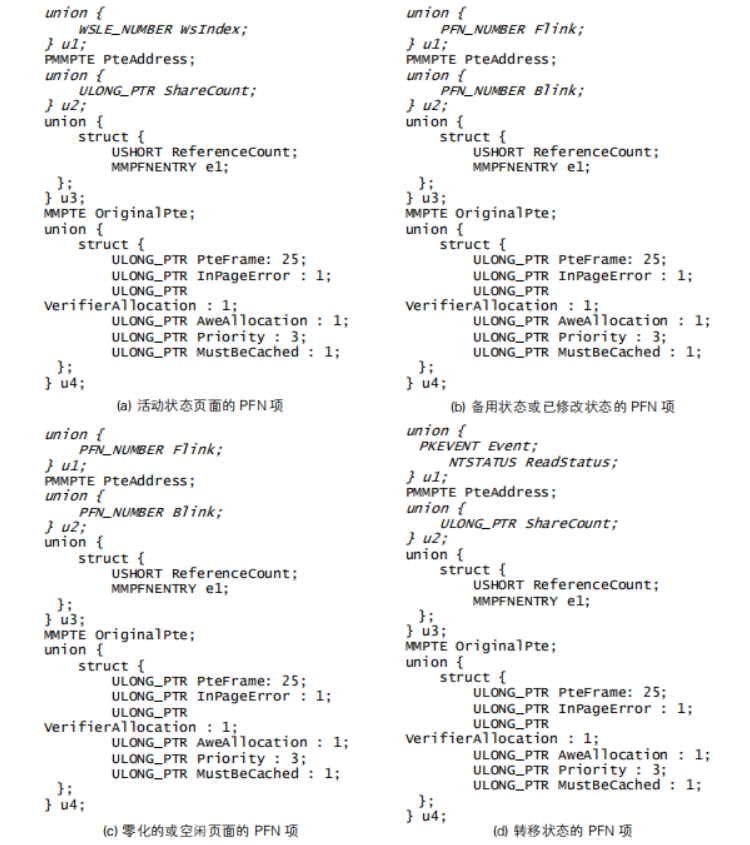 union {
WSLE_NUMBER WsIndex;
} u1;
PMMPTE PteAddress;
union {
ULONG_PTR ShareCount;
} u2;
union {
struct {
USHORT ReferenceCount;
MMPFNENTRY e1;
};
} u3;
MMPTE OriginalPte;
union {
struct {
ULONG_PTR PteFrame: 25;
ULONG_PTR InPageError : 1;
ULONG_PTR
VerifierAllocation : 1;
ULONG_PTR AweAllocation : 1;
ULONG_PTR Priority : 3;
ULONG_PTR MustBeCached : 1;
};
} u4;
(a) 活动状态页面的 PFN 项
union {
PFN_NUMBER Flink;
} u1;
PMMPTE PteAddress;
union {
PFN_NUMBER Blink;
} u2;
union {
struct {
USHORT ReferenceCount;
MMPFNENTRY e1;
};
} u3;
MMPTE OriginalPte;
union {
struct {
ULONG_PTR PteFrame: 25;
ULONG_PTR InPageError : 1;
ULONG_PTR
VerifierAllocation : 1;
ULONG_PTR AweAllocation : 1;
ULONG_PTR Priority : 3;
ULONG_PTR MustBeCached : 1;
};
} u4;
(b) 备用状态或已修改状态的 PFN 项
union {
PFN_NUMBER Flink;
} u1;
PMMPTE PteAddress;
union {
PFN_NUMBER Blink;
} u2;
union {
struct {
USHORT ReferenceCount;
MMPFNENTRY e1;
};
} u3;
MMPTE OriginalPte;
union {
struct {
ULONG_PTR PteFrame: 25;
ULONG_PTR InPageError : 1;
ULONG_PTR
VerifierAllocation : 1;
ULONG_PTR AweAllocation : 1;
ULONG_PTR Priority : 3;
ULONG_PTR MustBeCached : 1;
};
} u4;
(c) 零化的或空闲页面的 PFN 项
union {
PKEVENT Event;
NTSTATUS ReadStatus;
} u1;
PMMPTE PteAddress;
union {
ULONG_PTR ShareCount;
} u2;
union {
struct {
USHORT ReferenceCount;
MMPFNENTRY e1;
};
} u3;
MMPTE OriginalPte;
union {
struct {
ULONG_PTR PteFrame: 25;
ULONG_PTR InPageError : 1;
ULONG_PTR
VerifierAllocation : 1;
ULONG_PTR AweAllocation : 1;
ULONG_PTR Priority : 3;
ULONG_PTR MustBeCached : 1;
};
} u4;
(d) 转移状态的 PFN 项